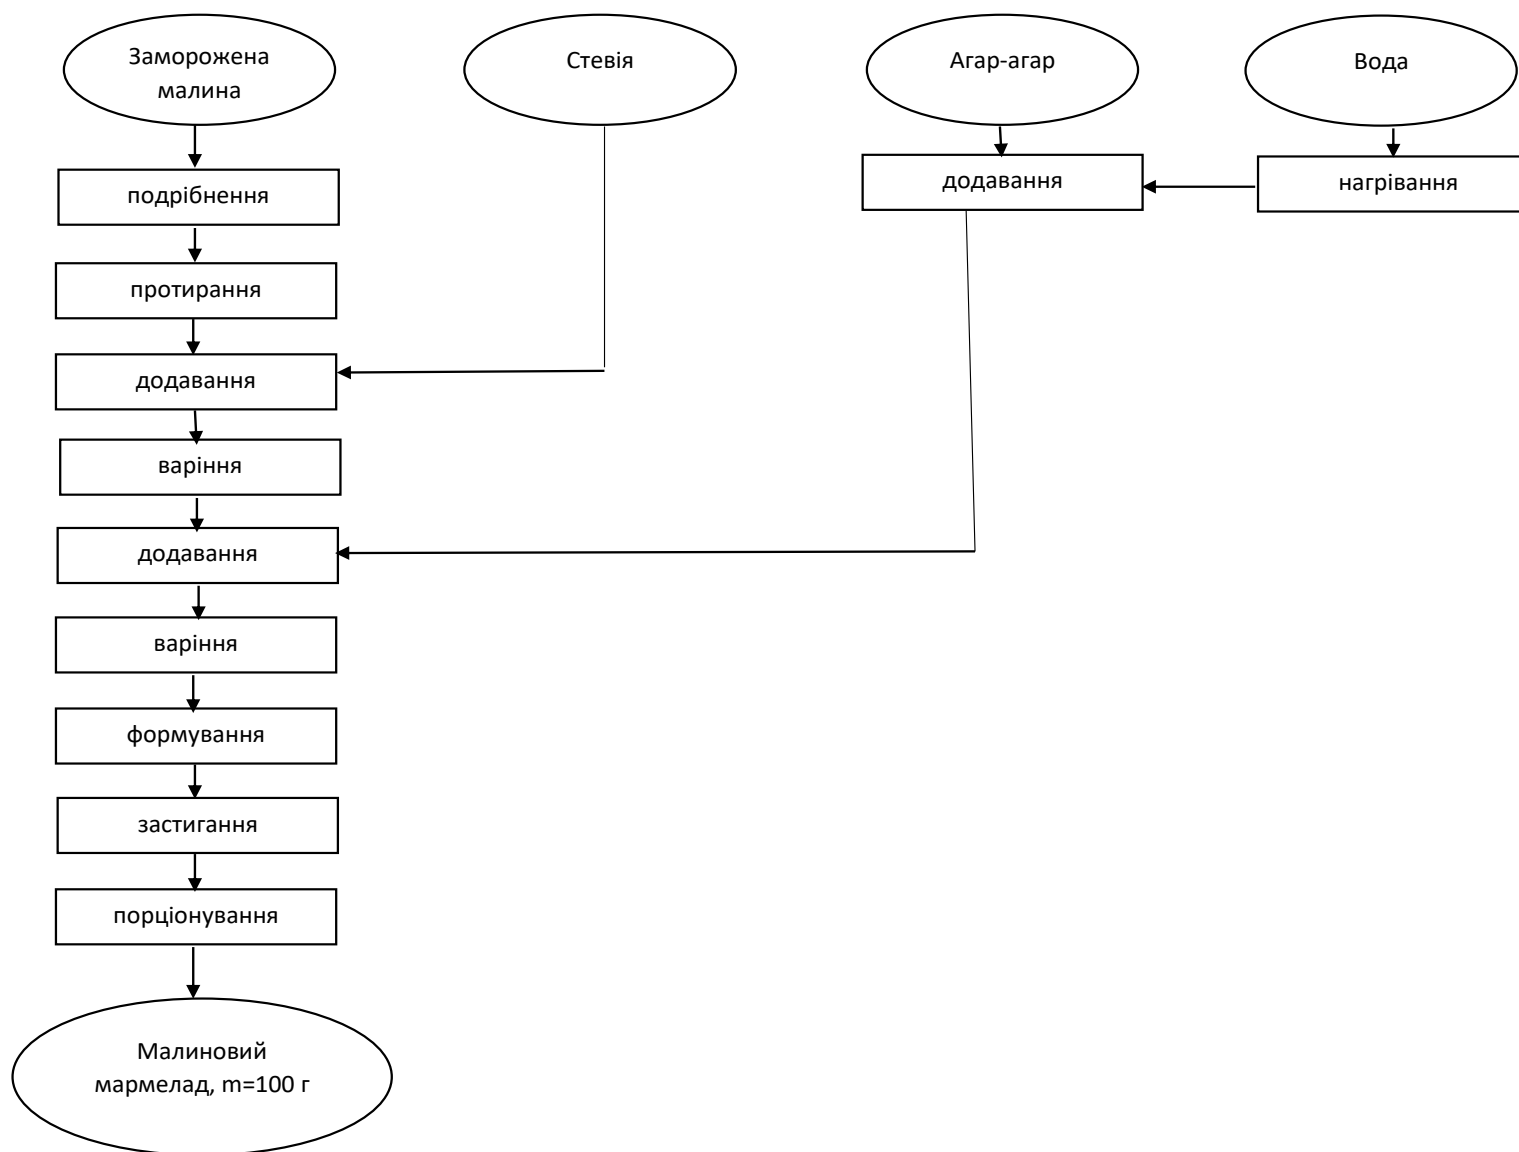 Заморожена
малина
Стевія
Агар-агар
Вода
подрібнення
додавання
нагрівання
протирання
додавання
варіння
додавання
варіння
формування
застигання
порціонування
Малиновий
мармелад, m=100 г